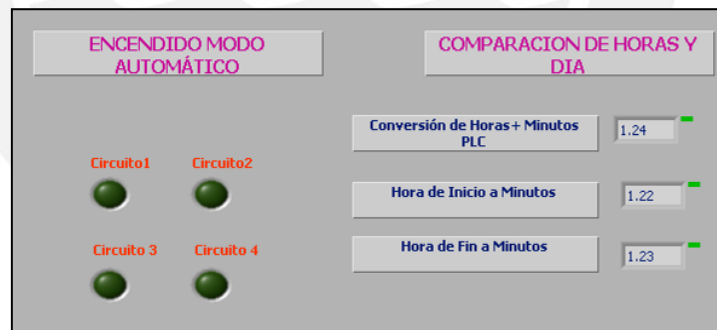 ENCENDIDO MODO
AUTOMÁTICO
COMPARACION DE HORAS Y
DIA
Conversión de Horas+ Minutos
PLC
1.24
Circuito1
Circuito2
Hora de Inicio a Minutos
1.22
Circuito 3
Circuito 4
Hora de Fin a Minutos
1.23